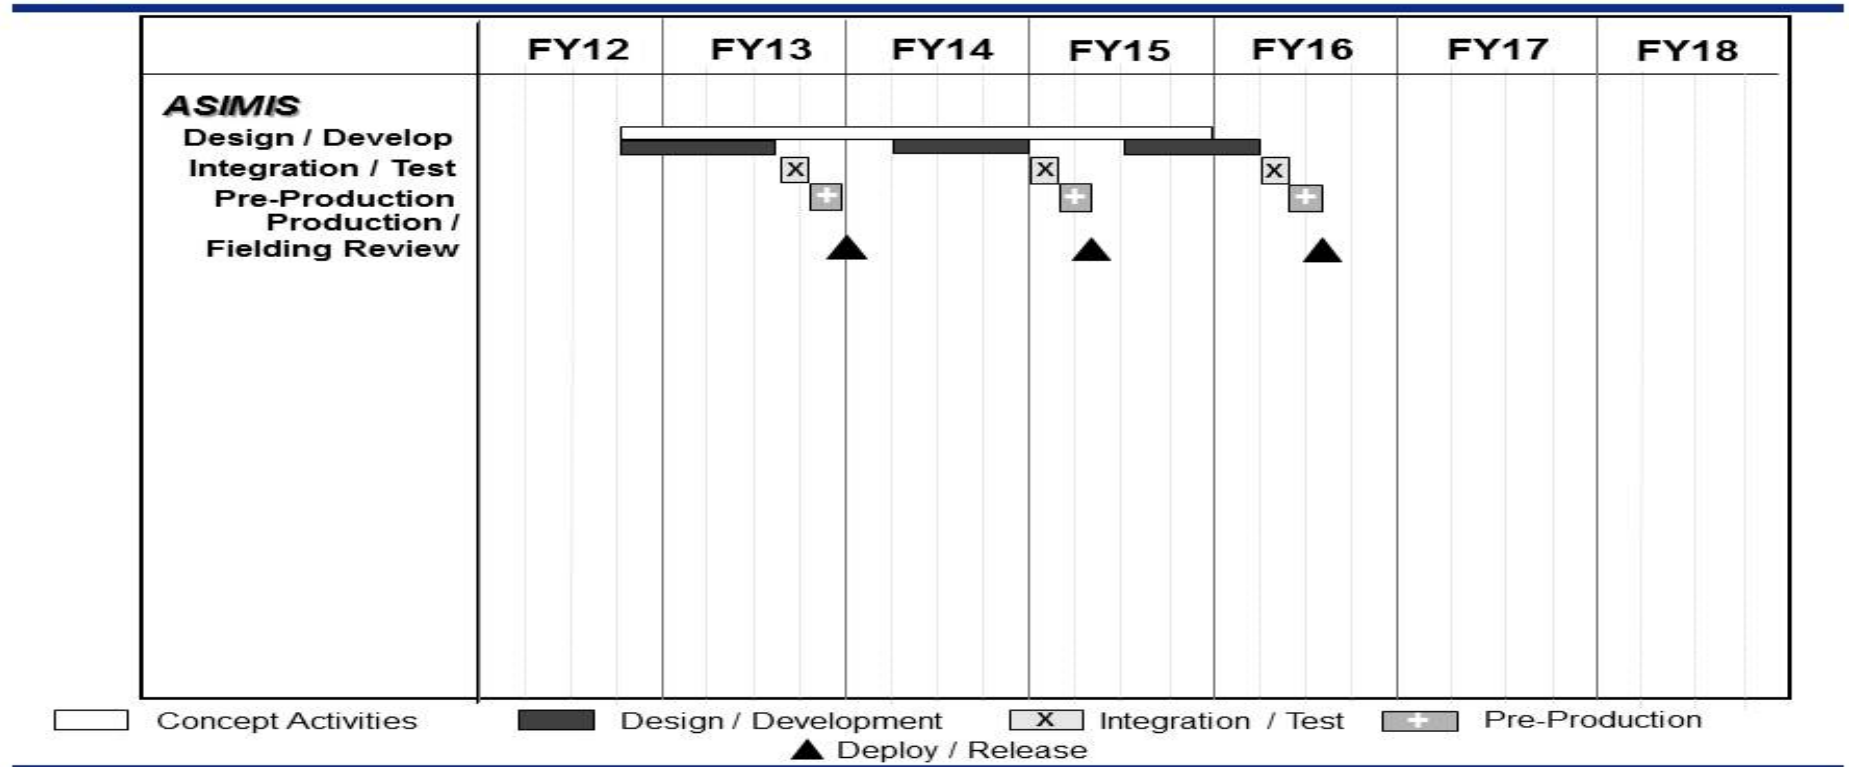 FY12 FY13 FY14 FY15 FY16 FY17 FY18
ASIMIS
Design / Develop
Integration / Test
X X X
Pre-Production
+ + +
Production /
Fielding Review
Concept Activities Design / Development X Integration / Test + Pre-Production
Deploy / Release